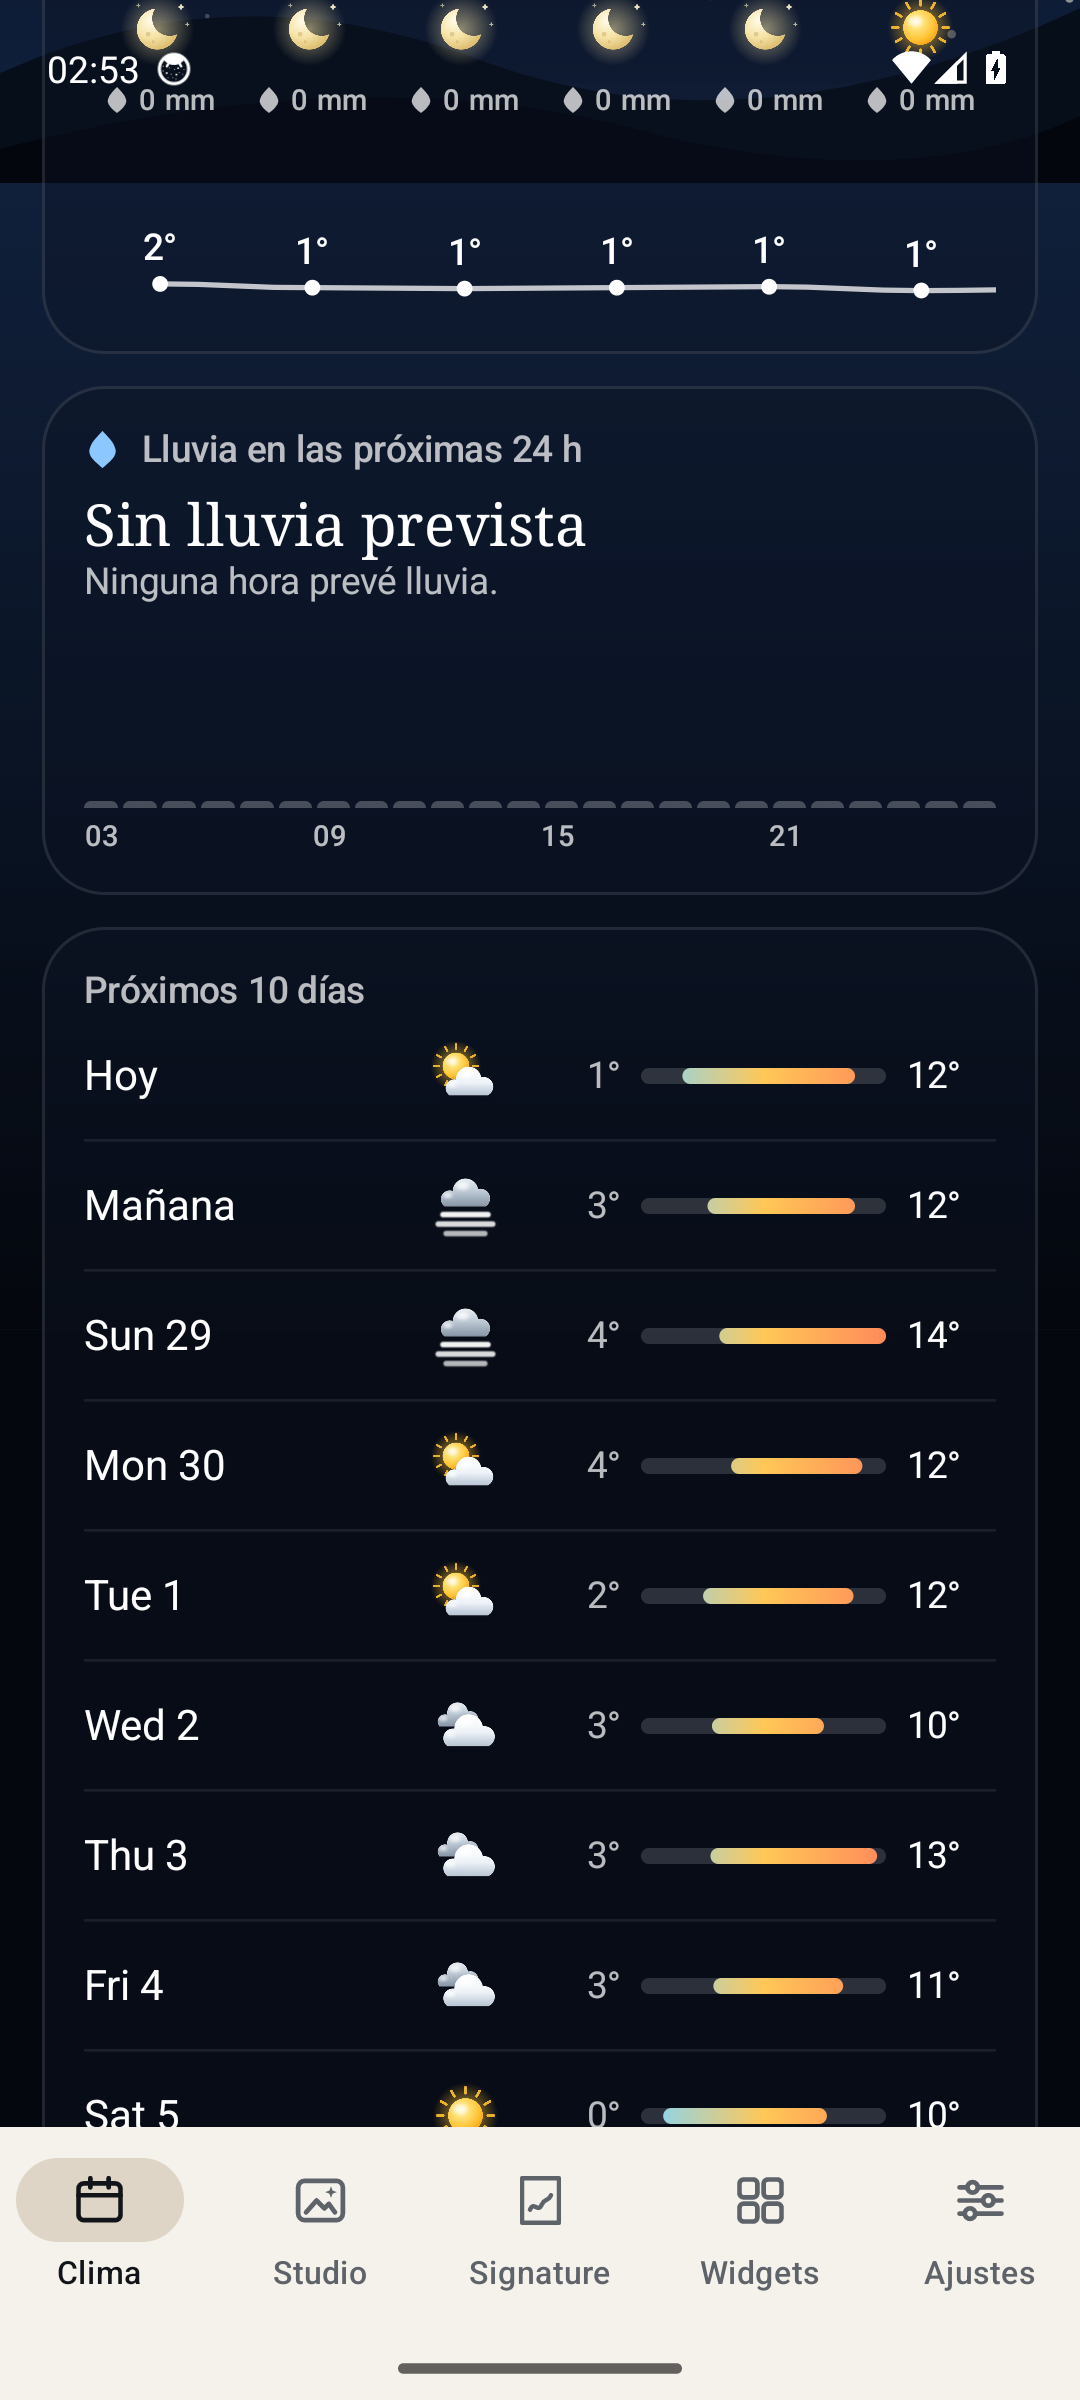 02:53
0 mm 0 mm 0 mm 0 mm 0 mm 0 mm
2° 1° 1° 1° 1° 1°
Lluvia en las próximas 24 h
Sin lluvia prevista
Ninguna hora prevé lluvia.
03 09 15 21
Próximos 10 días
Hoy 1° 12°
Mañana 3° 12°
Sun 29 4° 14°
Mon 30 4° 12°
Tue 1 2° 12°
Wed 2 3° 10°
Thu 3 3° 13°
Fri 4 3° 11°
Sat 5 0° 10°
Clima Studio Signature Widgets Ajustes